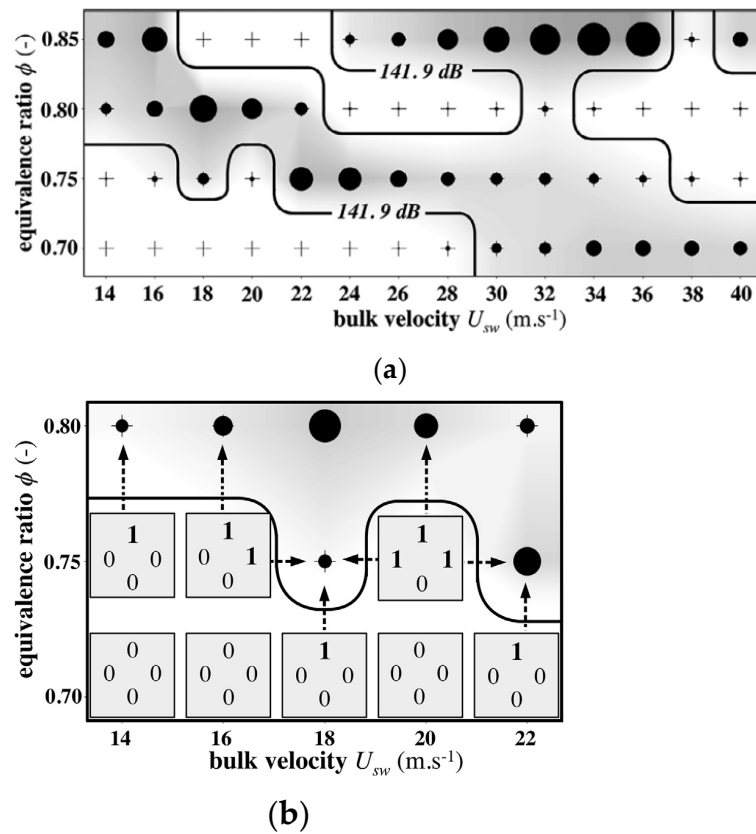 equivalence ratio ϕ (-)
0.85
0.80
0.75
0.70
141.9 dB
141.9 dB
14 16 18 20 22 24 26 28 30 32 34 36 38 40
bulk velocity U_sw (m.s⁻¹)
(a)
equivalence ratio ϕ (-)
0.80
1 1 1
0 0 0 1 1 1
0 0 0
0.75
0 0 1 0 1
0 0 0 0 0 0 0 0 0 0
0 0 0 0 0
0.70
14 16 18 20 22
bulk velocity U_sw (m.s⁻¹)
(b)